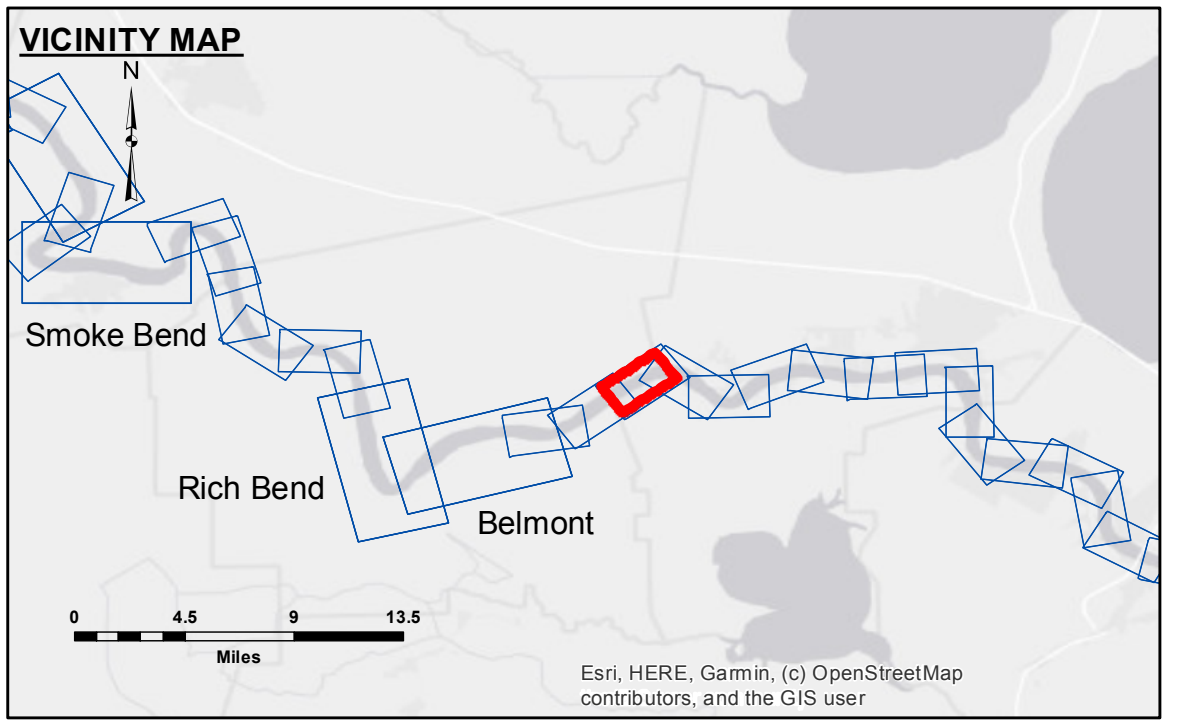 VICINITY MAP
N
Smoke Bend
Rich Bend
Belmont
0 4.5 9 13.5
Miles
Esri, HERE, Garmin, (c) OpenStreetMap
contributors, and the GIS user